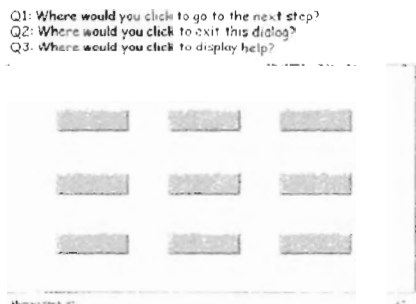 Q1: Where would you click to go to the next step?
Q2: Where would you click to exit this dialog?
Q3. Where would you click to display help?